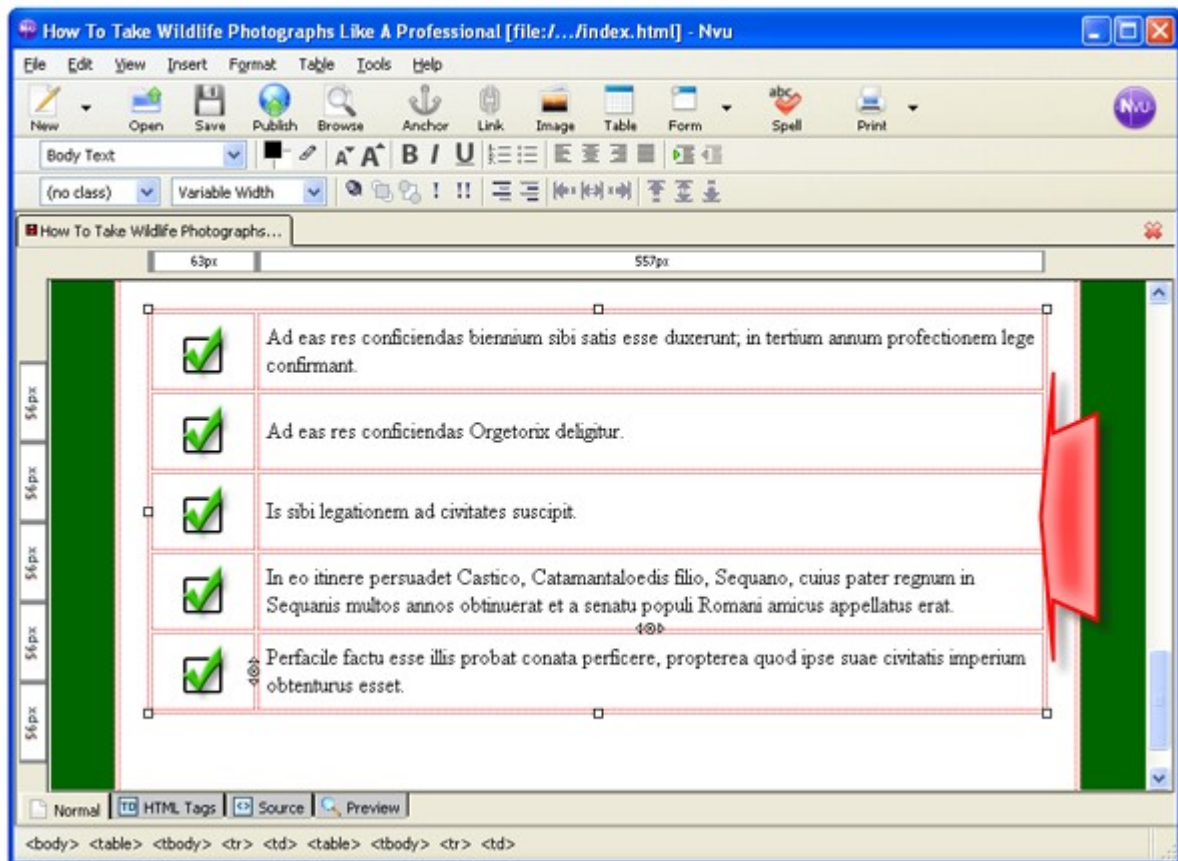 How To Take Wildlife Photographs Like A Professional [file:/.../index.html] - Nvu
File Edit View Insert Format Table Tools Help
abc
New Open Save Publish Browse Anchor Link Image Table Form Spell Print
Nvu
Body Text
A A B I U
(no class) Variable Width ! !!
How To Take Wildlife Photographs...
63px 557px
Ad eas res conficiendas biennium sibi satis esse duxerunt; in tertium annum profectionem lege
confirmant.
56px
Ad eas res conficiendas Orgetorix deligitur.
56px
Is sibi legationem ad civitates suscipit.
56px
In eo itinere persuadet Castico, Catamantaloedis filio, Sequano, cuius pater regnum in
Sequanis multos annos obtinuerat et a senatu populi Romani amicus appellatus erat.
56px
Perfacile factu esse illis probat conata perficere, propterea quod ipse suae civitatis imperium
obtenturus esset.
56px
Normal TD HTML Tags Source Preview
<body> <table> <tbody> <tr> <td> <table> <tbody> <tr> <td>